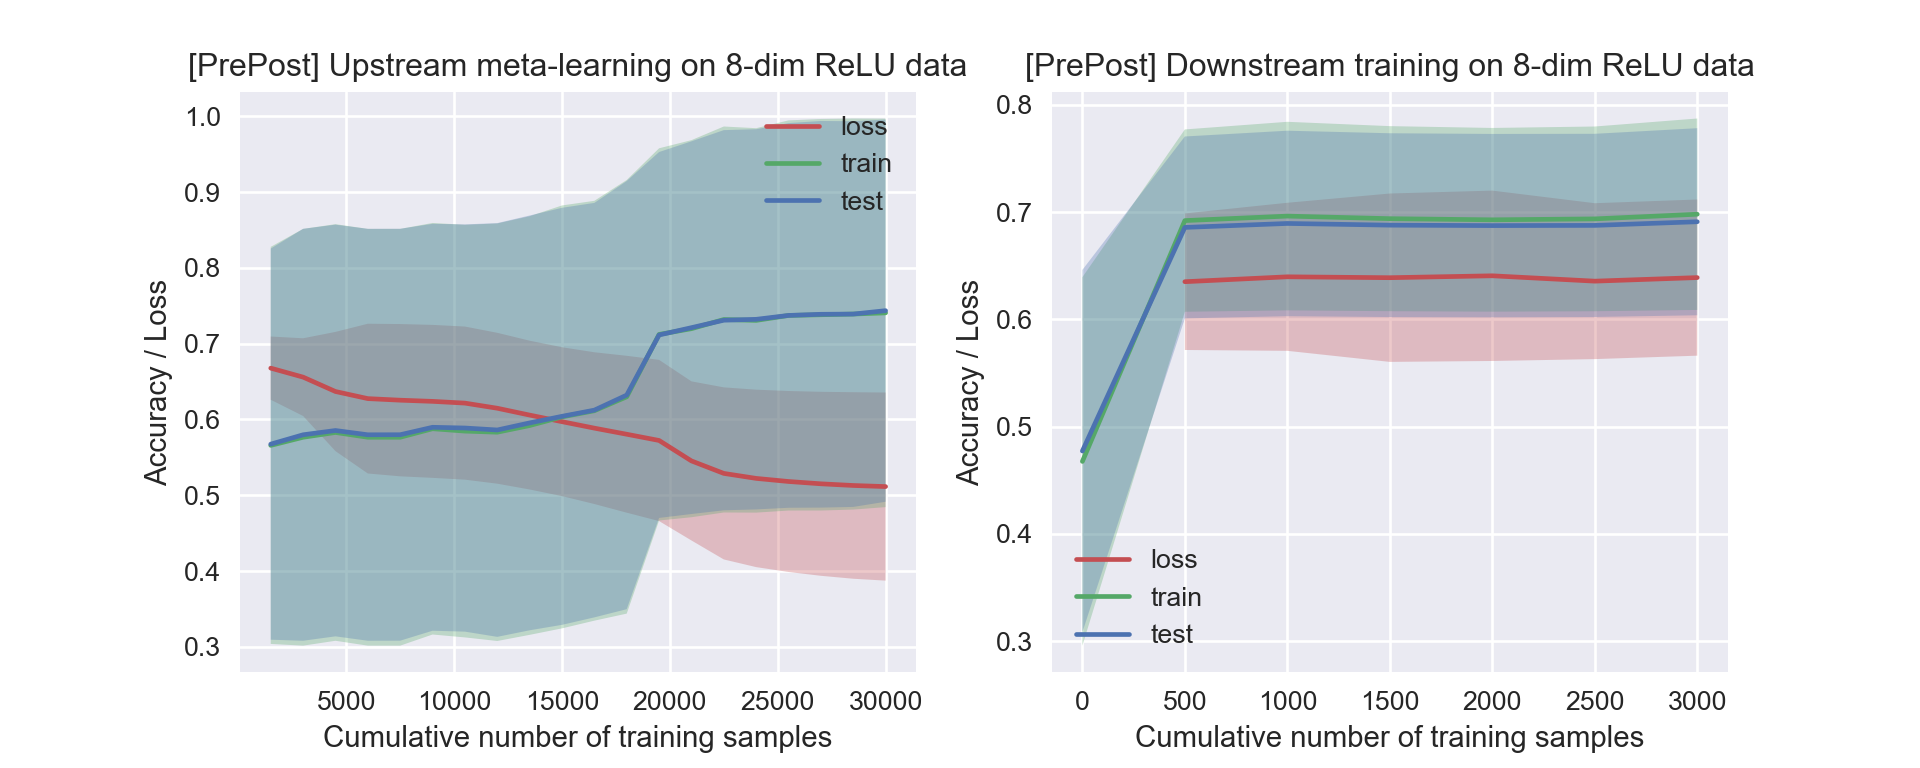 [PrePost] Upstream meta-learning on 8-dim ReLU data
1.0
0.9
0.8
0.7
0.6
0.5
0.4
0.3
Accuracy / Loss
loss
train
test
5000 10000 15000 20000 25000 30000
Cumulative number of training samples
[PrePost] Downstream training on 8-dim ReLU data
0.8
0.7
0.6
0.5
0.4
0.3
Accuracy / Loss
loss
train
test
0 500 1000 1500 2000 2500 3000
Cumulative number of training samples